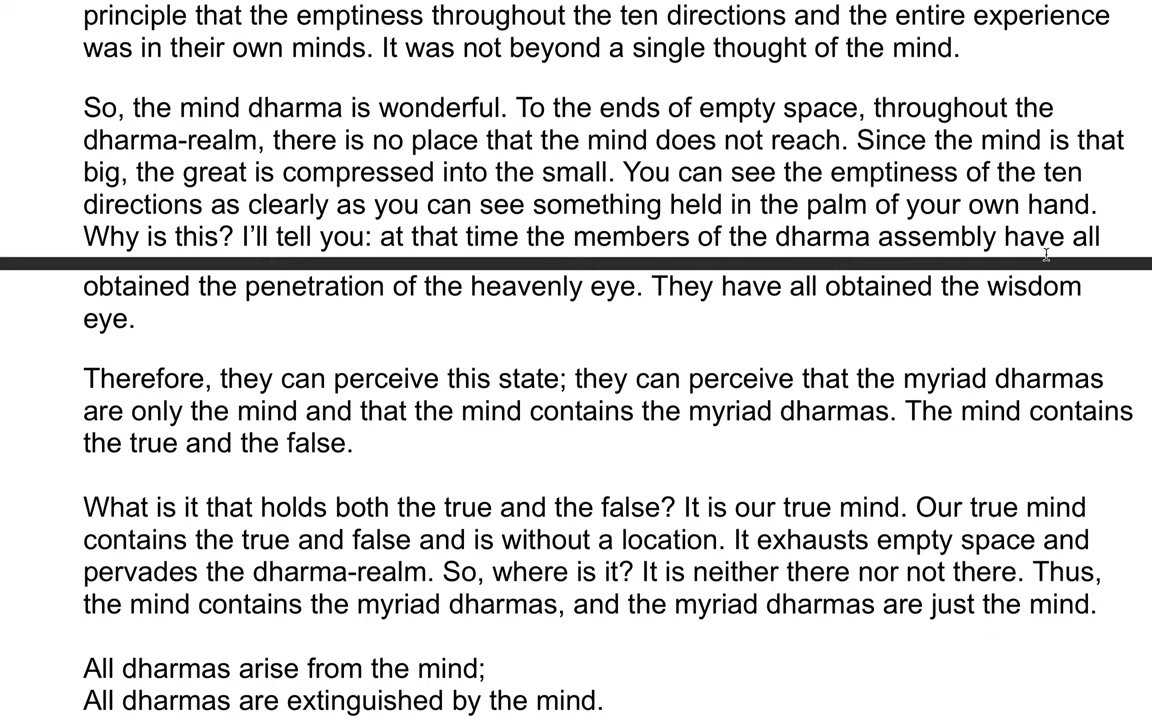 principle that the emptiness throughout the ten directions and the entire experience
was in their own minds. It was not beyond a single thought of the mind.
So, the mind dharma is wonderful. To the ends of empty space, throughout the
dharma-realm, there is no place that the mind does not reach. Since the mind is that
big, the great is compressed into the small. You can see the emptiness of the ten
directions as clearly as you can see something held in the palm of your own hand.
Why is this? I’ll tell you: at that time the members of the dharma assembly have all
obtained the penetration of the heavenly eye. They have all obtained the wisdom
eye.
Therefore, they can perceive this state; they can perceive that the myriad dharmas
are only the mind and that the mind contains the myriad dharmas. The mind contains
the true and the false.
What is it that holds both the true and the false? It is our true mind. Our true mind
contains the true and false and is without a location. It exhausts empty space and
pervades the dharma-realm. So, where is it? It is neither there nor not there. Thus,
the mind contains the myriad dharmas, and the myriad dharmas are just the mind.
All dharmas arise from the mind;
All dharmas are extinguished by the mind.